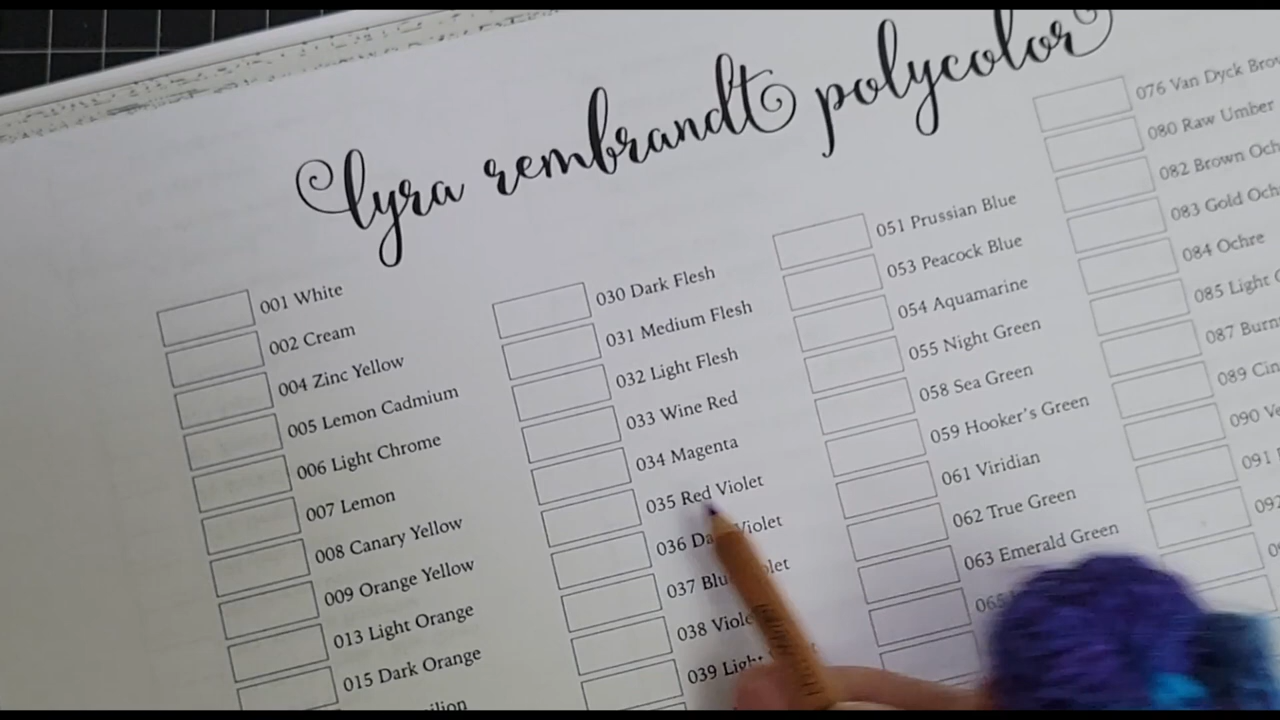 lyra rembrandt polycolor
001 White
002 Cream
004 Zinc Yellow
005 Lemon Cadmium
006 Light Chrome
007 Lemon
008 Canary Yellow
009 Orange Yellow
013 Light Orange
015 Dark Orange
030 Dark Flesh
031 Medium Flesh
032 Light Flesh
033 Wine Red
034 Magenta
035 Red Violet
036 Violet
037
038
039
051 Prussian Blue
053 Peacock Blue
054 Aquamarine
055 Night Green
058 Sea Green
059 Hooker's Green
061 Viridian
062 True Green
063 Emerald Green
065
076 Van Dyck
080 Raw Umber
082 Brown
083 Gold
084 Ochre
085 Light
087
089
090
091